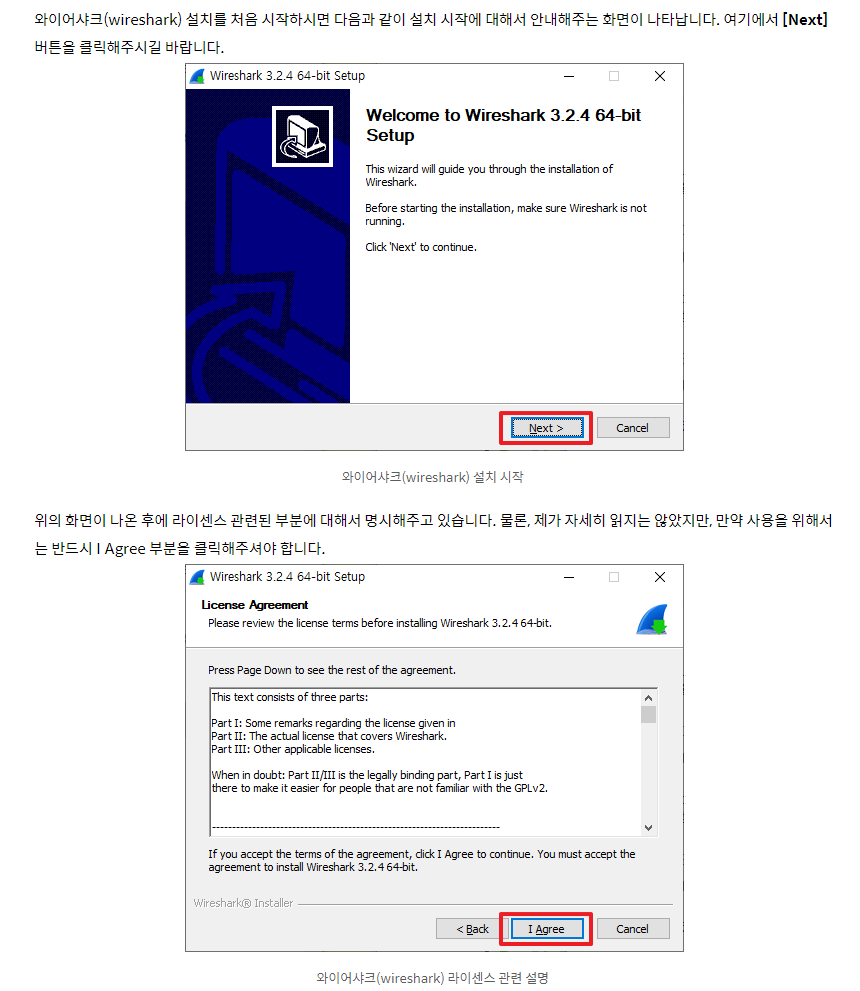 와이어샤크(wireshark) 설치를 처음 시작하시면 다음과 같이 설치 시작에 대해서 안내해주는 화면이 나타납니다. 여기에서 [Next]
버튼을 클릭해주시길 바랍니다.
Wireshark 3.2.4 64-bit Setup
Welcome to Wireshark 3.2.4 64-bit
Setup
This wizard will guide you through the installation of
Wireshark.
Before starting the installation, make sure Wireshark is not
running.
Click 'Next' to continue.
Next >
Cancel
와이어샤크(wireshark) 설치 시작
위의 화면이 나온 후에 라이센스 관련된 부분에 대해서 명시해주고 있습니다. 물론, 제가 자세히 읽지는 않았지만, 만약 사용을 위해서
는 반드시 I Agree 부분을 클릭해주셔야 합니다.
Wireshark 3.2.4 64-bit Setup
License Agreement
Please review the license terms before installing Wireshark 3.2.4 64-bit.
Press Page Down to see the rest of the agreement.
This text consists of three parts:
Part I: Some remarks regarding the license given in
Part II: The actual license that covers Wireshark.
Part III: Other applicable licenses.
When in doubt: Part II/III is the legally binding part, Part I is just
there to make it easier for people that are not familiar with the GPLv2.
------------------------------------------------------------------------
If you accept the terms of the agreement, click I Agree to continue. You must accept the
agreement to install Wireshark 3.2.4 64-bit.
Wireshark® Installer
< Back
I Agree
Cancel
와이어샤크(wireshark) 라이센스 관련 설명